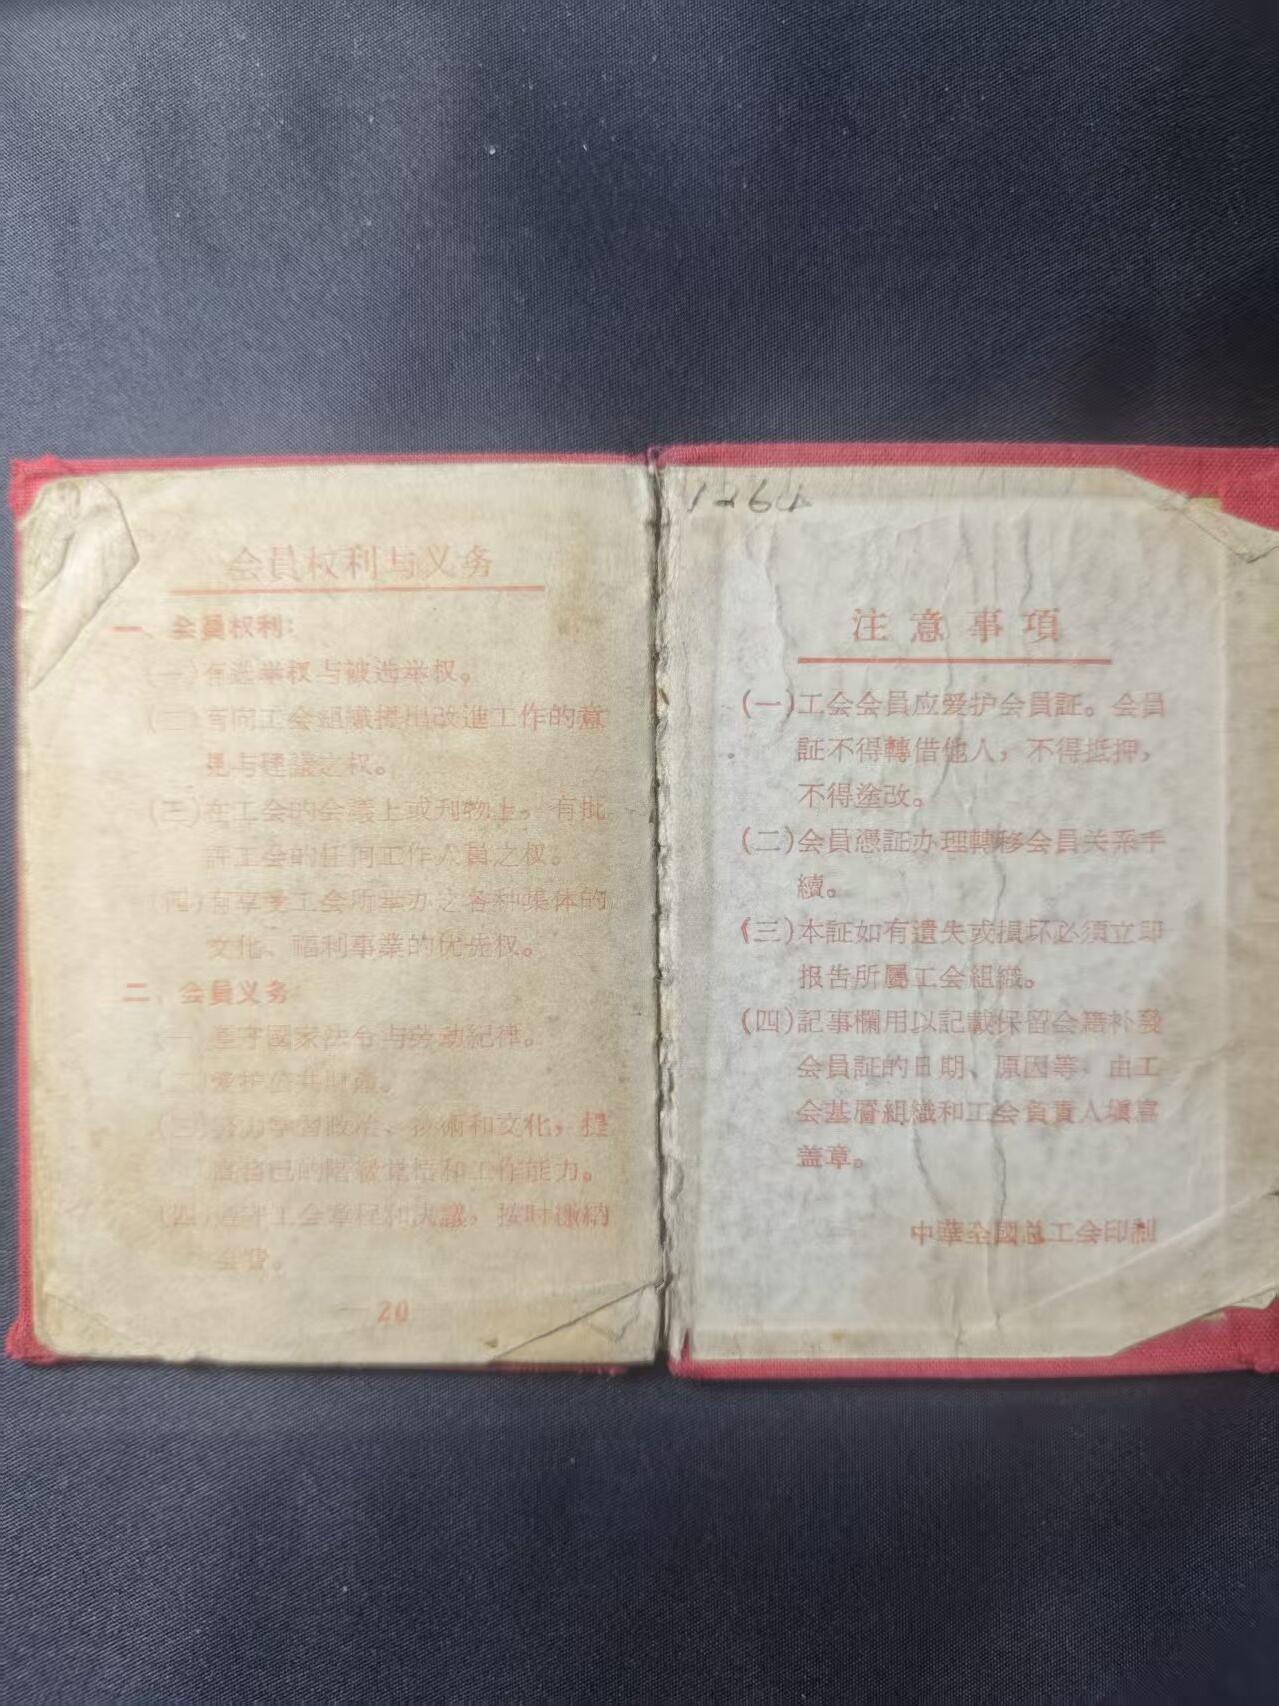 会員权利与义务
一、会員权利：
(一)有选举权与被选举权。
(二)有向工会組織提出改進工作的意
見与建議之权。
(三)在工会的会議上或刊物上，有批
評工会的任何工作人員之权。
(四)有享受工会所举办之各种集体的
文化、福利事業的优先权。
二、会員义务
(一)遵守國家法令与劳动紀律。
爱护公共財產。
(三)努力学習政治、技術和文化，提
高自己的階級觉悟和工作能力。
(四)遵守工会章程和决議，按时缴納
会費。
20
注意事項
(一)工会会員应爱护会員証。会員
証不得轉借他人，不得抵押，
不得塗改。
(二)会員憑証办理轉移会員关系手
續。
(三)本証如有遺失或損坏必須立即
报告所屬工会組織。
(四)記事欄用以記載保留会籍补發
会員証的日期、原因等，由工
会基層組織和工会負責人塡寫
盖章。
中華全國总工会印制